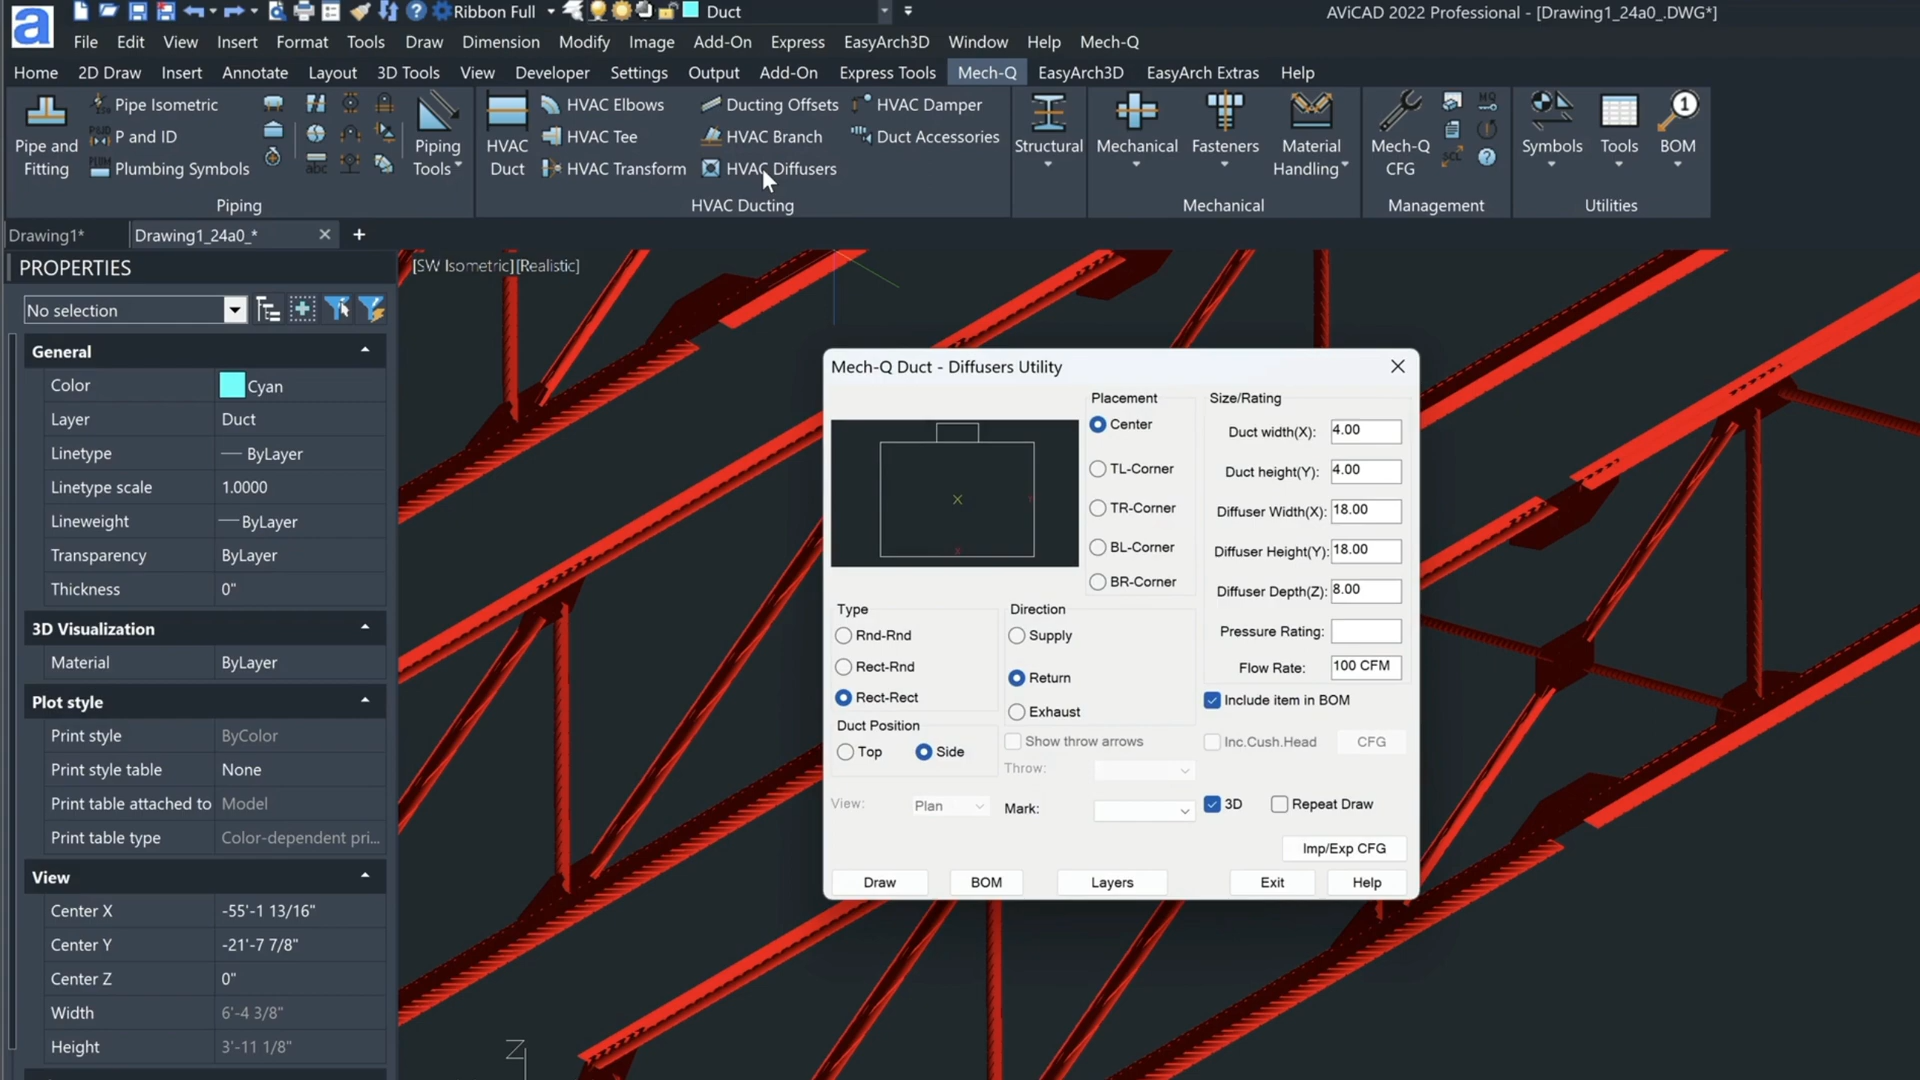 a
Ribbon Full
Duct
AViCAD 2022 Professional - [Drawing1_24a0_.DWG*]
File Edit View Insert Format Tools Draw Dimension Modify Image Add-On Express EasyArch3D Window Help Mech-Q
Home 2D Draw Insert Annotate Layout 3D Tools View Developer Settings Output Add-On Express Tools Mech-Q EasyArch3D EasyArch Extras Help
Pipe and Fitting
Pipe Isometric
P&ID P and ID
PLUM Plumbing Symbols
abc
Piping Tools
Piping
HVAC Duct
HVAC Elbows
HVAC Tee
HVAC Transform
Ducting Offsets
HVAC Branch
HVAC Diffusers
HVAC Damper
Duct Accessories
HVAC Ducting
Structural
Mechanical
Fasteners
Material Handling
Mechanical
Mech-Q CFG
Management
Symbols
Tools
1
BOM
Utilities
Drawing1*
Drawing1_24a0_*
PROPERTIES
No selection
General
Color Cyan
Layer Duct
Linetype ByLayer
Linetype scale 1.0000
Lineweight ByLayer
Transparency ByLayer
Thickness 0"
3D Visualization
Material ByLayer
Plot style
Print style ByColor
Print style table None
Print table attached to Model
Print table type Color-dependent pri...
View
Center X -55'-1 13/16"
Center Y -21'-7 7/8"
Center Z 0"
Width 6'-4 3/8"
Height 3'-11 1/8"
[SW Isometric][Realistic]
Z
Mech-Q Duct - Diffusers Utility
X
Placement
Center
TL-Corner
TR-Corner
BL-Corner
BR-Corner
Size/Rating
Duct width(X): 4.00
Duct height(Y): 4.00
Diffuser Width(X): 18.00
Diffuser Height(Y): 18.00
Diffuser Depth(Z): 8.00
Pressure Rating:
Flow Rate: 100 CFM
Type
Rnd-Rnd
Rect-Rnd
Rect-Rect
Direction
Supply
Return
Exhaust
Include item in BOM
Duct Position
Top Side
Show throw arrows
Inc.Cush.Head CFG
Throw:
View: Plan
Mark:
3D Repeat Draw
Imp/Exp CFG
Draw BOM Layers Exit Help